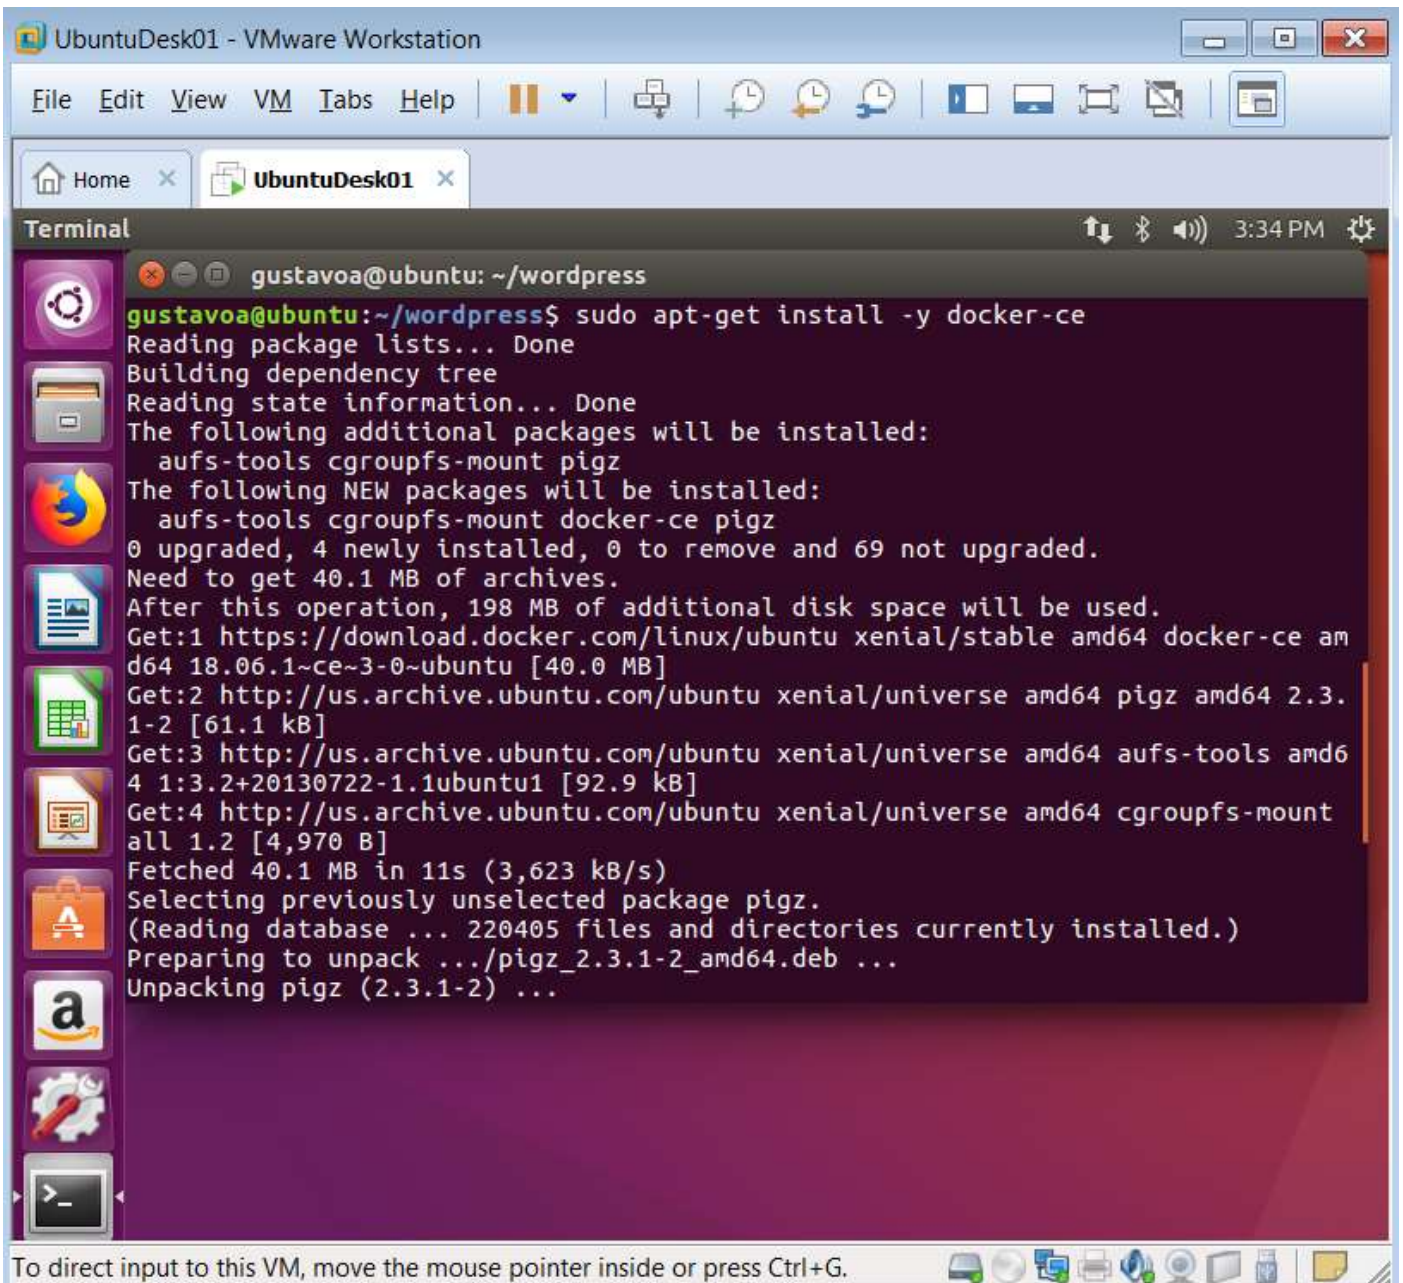 UbuntuDesk01 - VMware Workstation
File Edit View VM Tabs Help
Home UbuntuDesk01
Terminal 3:34 PM
gustavoa@ubuntu: ~/wordpress
gustavoa@ubuntu:~/wordpress$ sudo apt-get install -y docker-ce
Reading package lists... Done
Building dependency tree
Reading state information... Done
The following additional packages will be installed:
  aufs-tools cgroupfs-mount pigz
The following NEW packages will be installed:
  aufs-tools cgroupfs-mount docker-ce pigz
0 upgraded, 4 newly installed, 0 to remove and 69 not upgraded.
Need to get 40.1 MB of archives.
After this operation, 198 MB of additional disk space will be used.
Get:1 https://download.docker.com/linux/ubuntu xenial/stable amd64 docker-ce am
d64 18.06.1~ce~3-0~ubuntu [40.0 MB]
Get:2 http://us.archive.ubuntu.com/ubuntu xenial/universe amd64 pigz amd64 2.3.
1-2 [61.1 kB]
Get:3 http://us.archive.ubuntu.com/ubuntu xenial/universe amd64 aufs-tools amd6
4 1:3.2+20130722-1.1ubuntu1 [92.9 kB]
Get:4 http://us.archive.ubuntu.com/ubuntu xenial/universe amd64 cgroupfs-mount
all 1.2 [4,970 B]
Fetched 40.1 MB in 11s (3,623 kB/s)
Selecting previously unselected package pigz.
(Reading database ... 220405 files and directories currently installed.)
Preparing to unpack .../pigz_2.3.1-2_amd64.deb ...
Unpacking pigz (2.3.1-2) ...
To direct input to this VM, move the mouse pointer inside or press Ctrl+G.